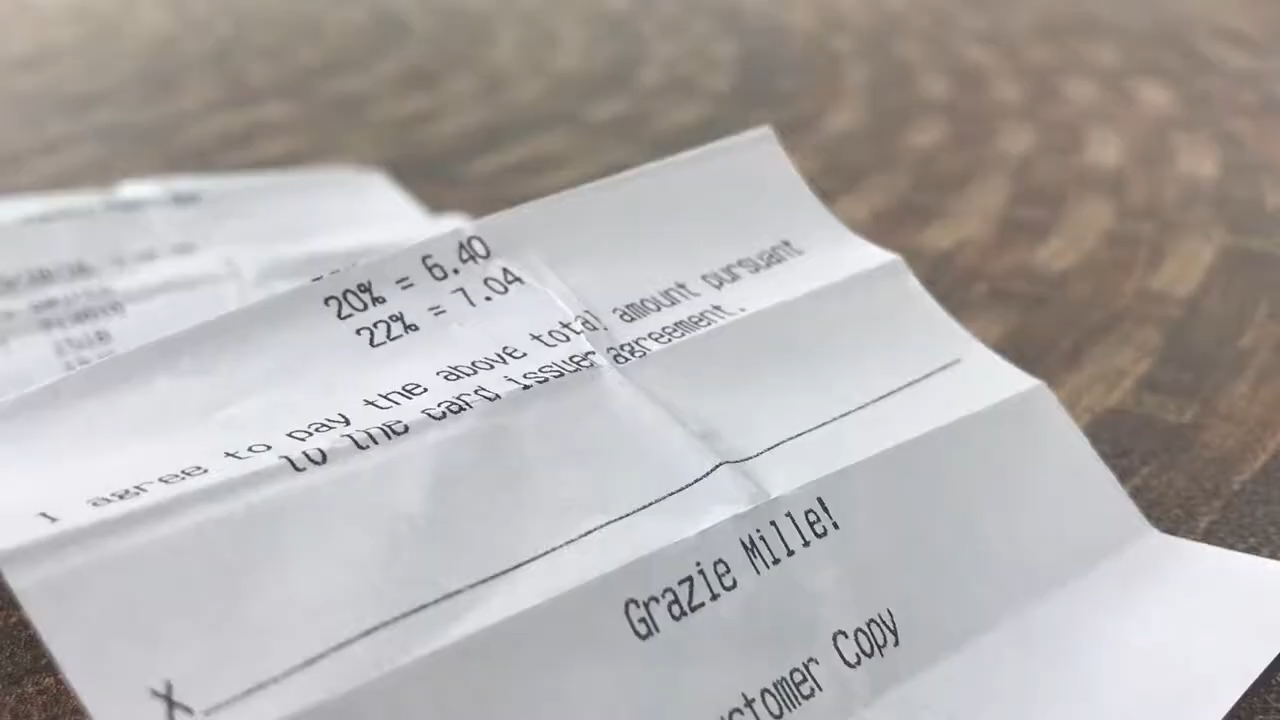 20% = 6.40
22% = 7.04
I agree to pay the above total amount pursuant
to the card issuer agreement.
X
Grazie Mille!
Copy